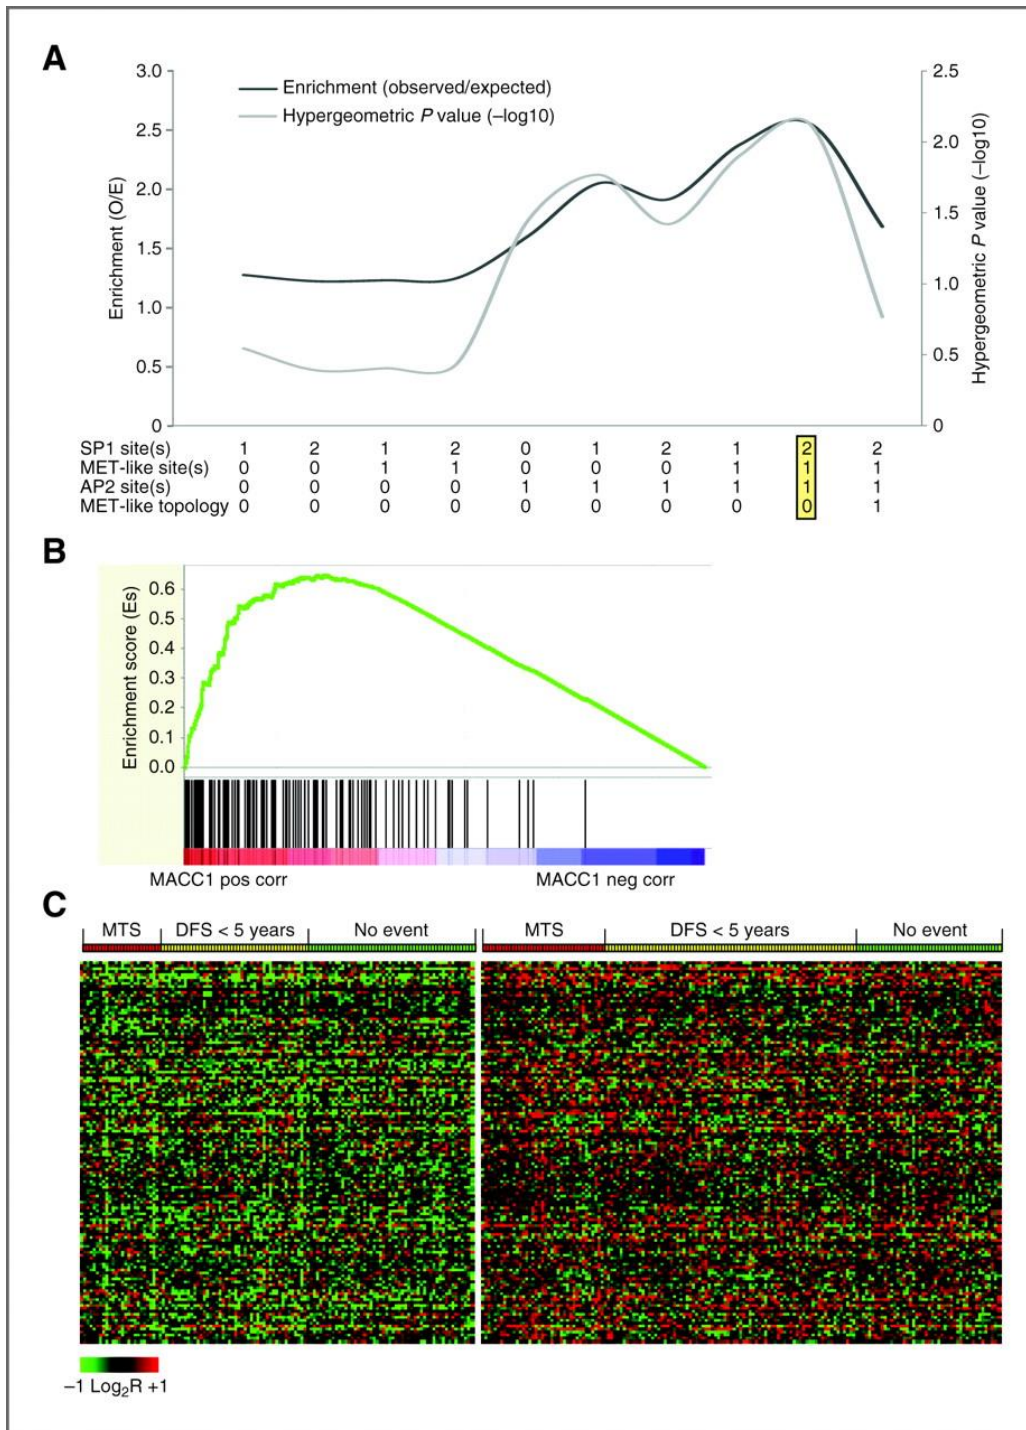 A
3.0
2.5
2.0
1.5
1.0
0.5
0
Enrichment (O/E)
Enrichment (observed/expected)
Hypergeometric P value (–log10)
2.5
2.0
1.5
1.0
0.5
0
Hypergeometric P value (–log10)
SP1 site(s) 1 2 1 2 0 1 2 1 2 2
MET-like site(s) 0 0 1 1 0 0 0 1 1 1
AP2 site(s) 0 0 0 0 1 1 1 1 1 1
MET-like topology 0 0 0 0 0 0 0 0 0 1
B
Enrichment score (Es)
0.6
0.5
0.4
0.3
0.2
0.1
0.0
MACC1 pos corr MACC1 neg corr
C
MTS DFS < 5 years No event MTS DFS < 5 years No event
–1 Log₂R +1